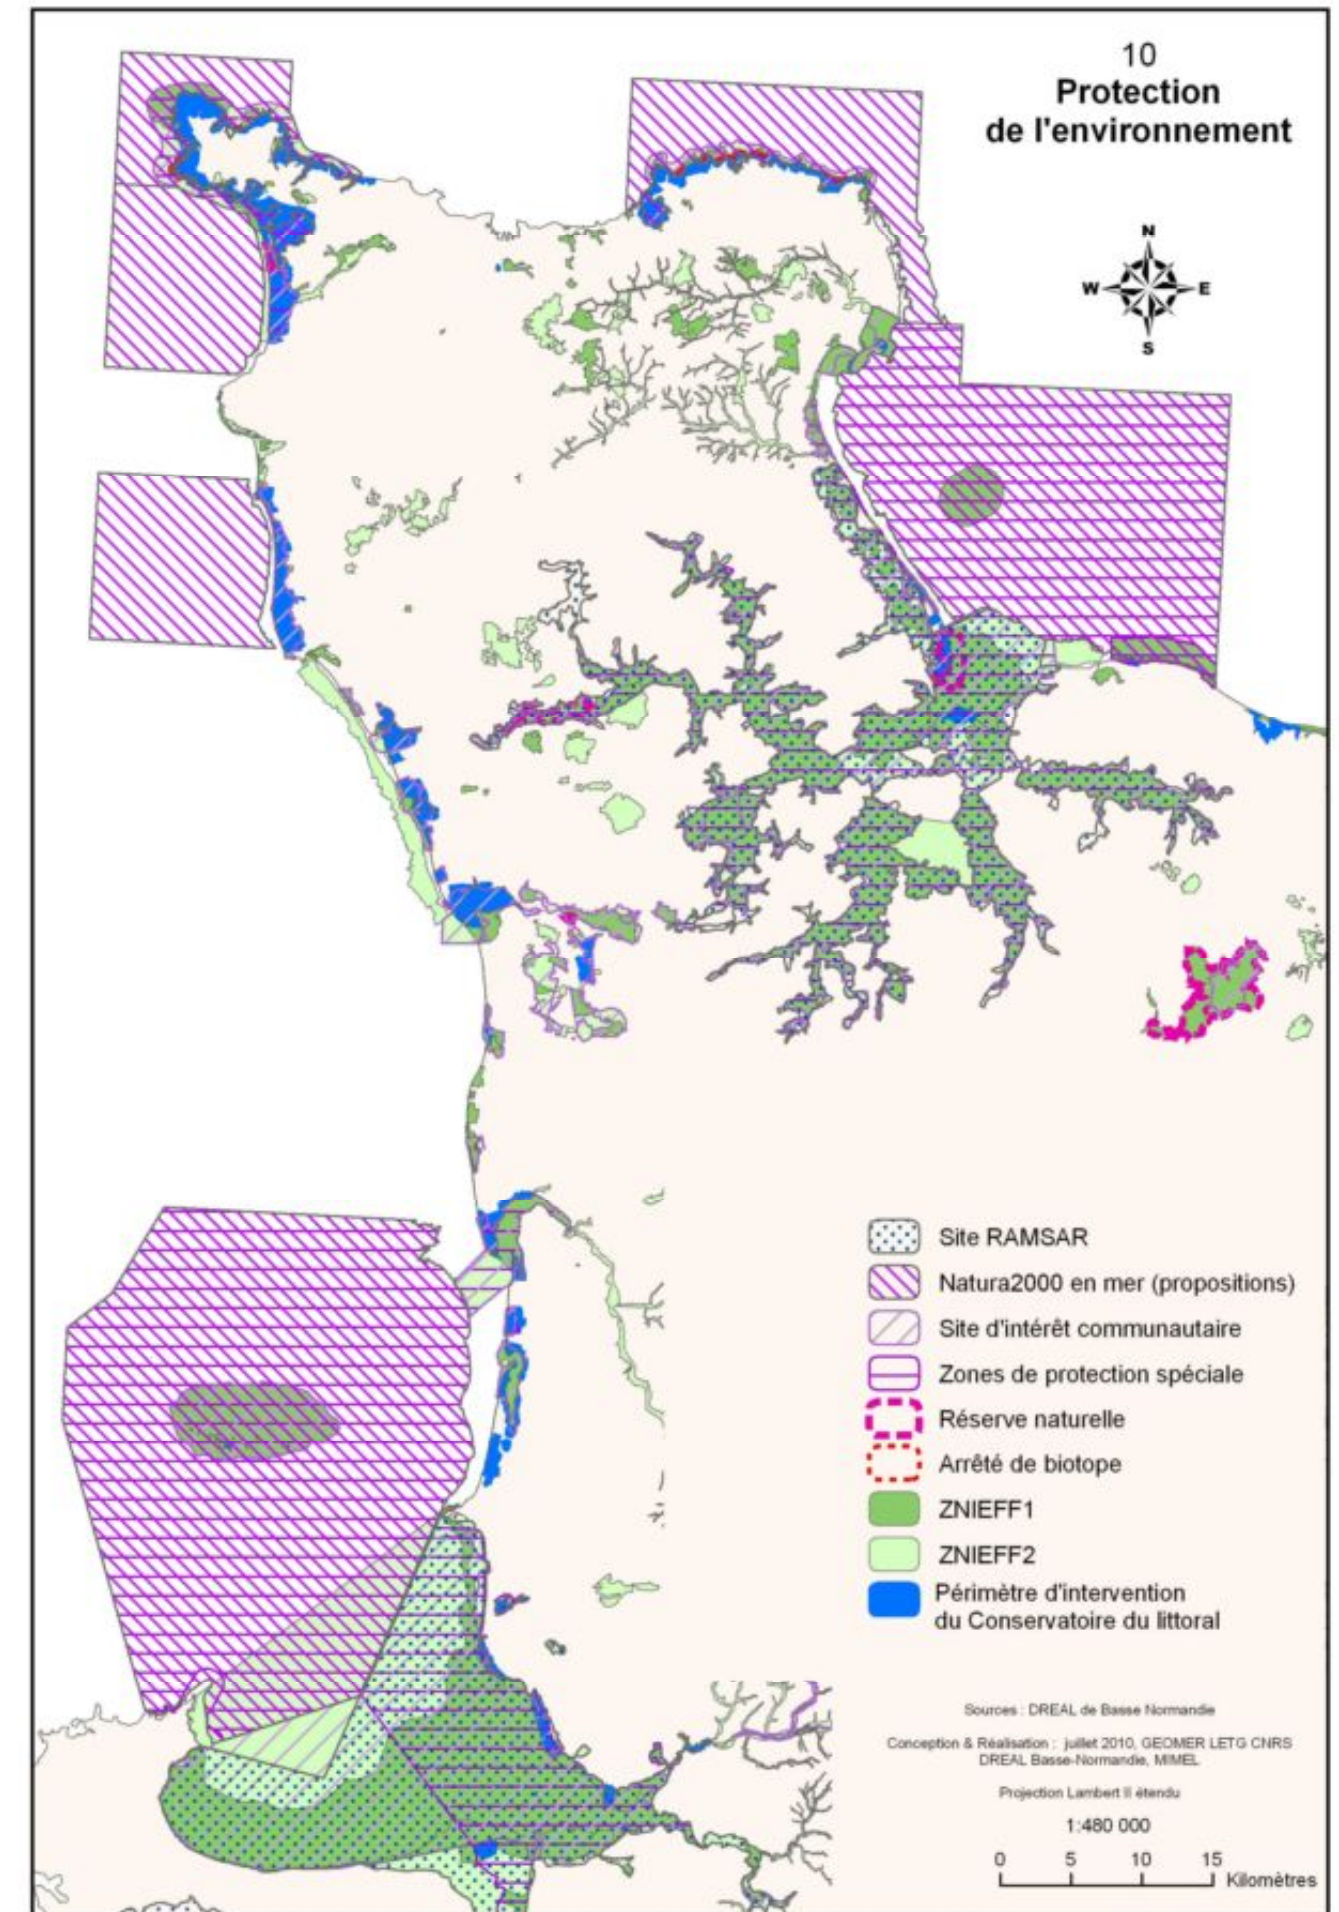 10
Protection
de l'environnement
N
W E
S
Site RAMSAR
Natura2000 en mer (propositions)
Site d'intérêt communautaire
Zones de protection spéciale
Réserve naturelle
Arrêté de biotope
ZNIEFF1
ZNIEFF2
Périmètre d'intervention
du Conservatoire du littoral
Sources : DREAL de Basse Normandie
Conception & Réalisation : juillet 2010, GEOMER LETG CNRS
DREAL Basse-Normandie, MIMEL
Projection Lambert II étendu
1:480 000
0 5 10 15
Kilomètres